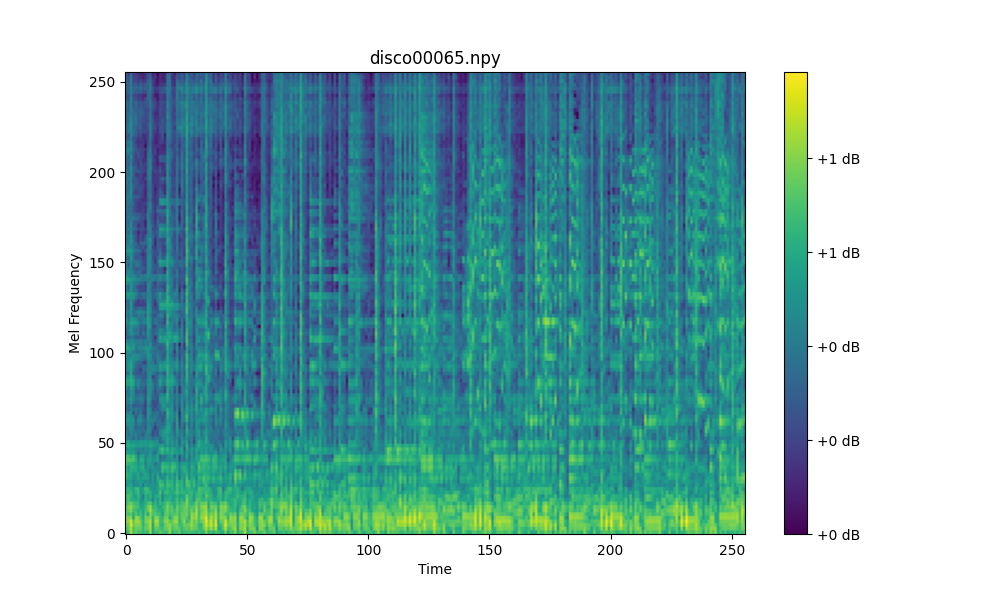 disco00065.npy
Mel Frequency
250
200
150
100
50
0
0 50 100 150 200 250
Time
+1 dB
+1 dB
+0 dB
+0 dB
+0 dB